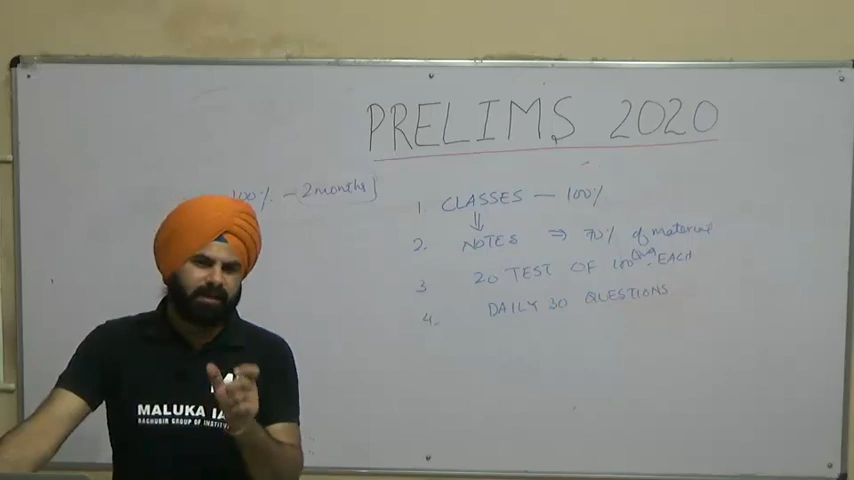 PRELIMS 2020
100% - 2 months
1. CLASSES - 100%
⇓
2. NOTES ⇒ 70% of material
3 20 TEST OF 100 Qus. EACH
4. DAILY 30 QUESTIONS
MALUKA IA
RAGHUBIR GROUP OF INSTITU